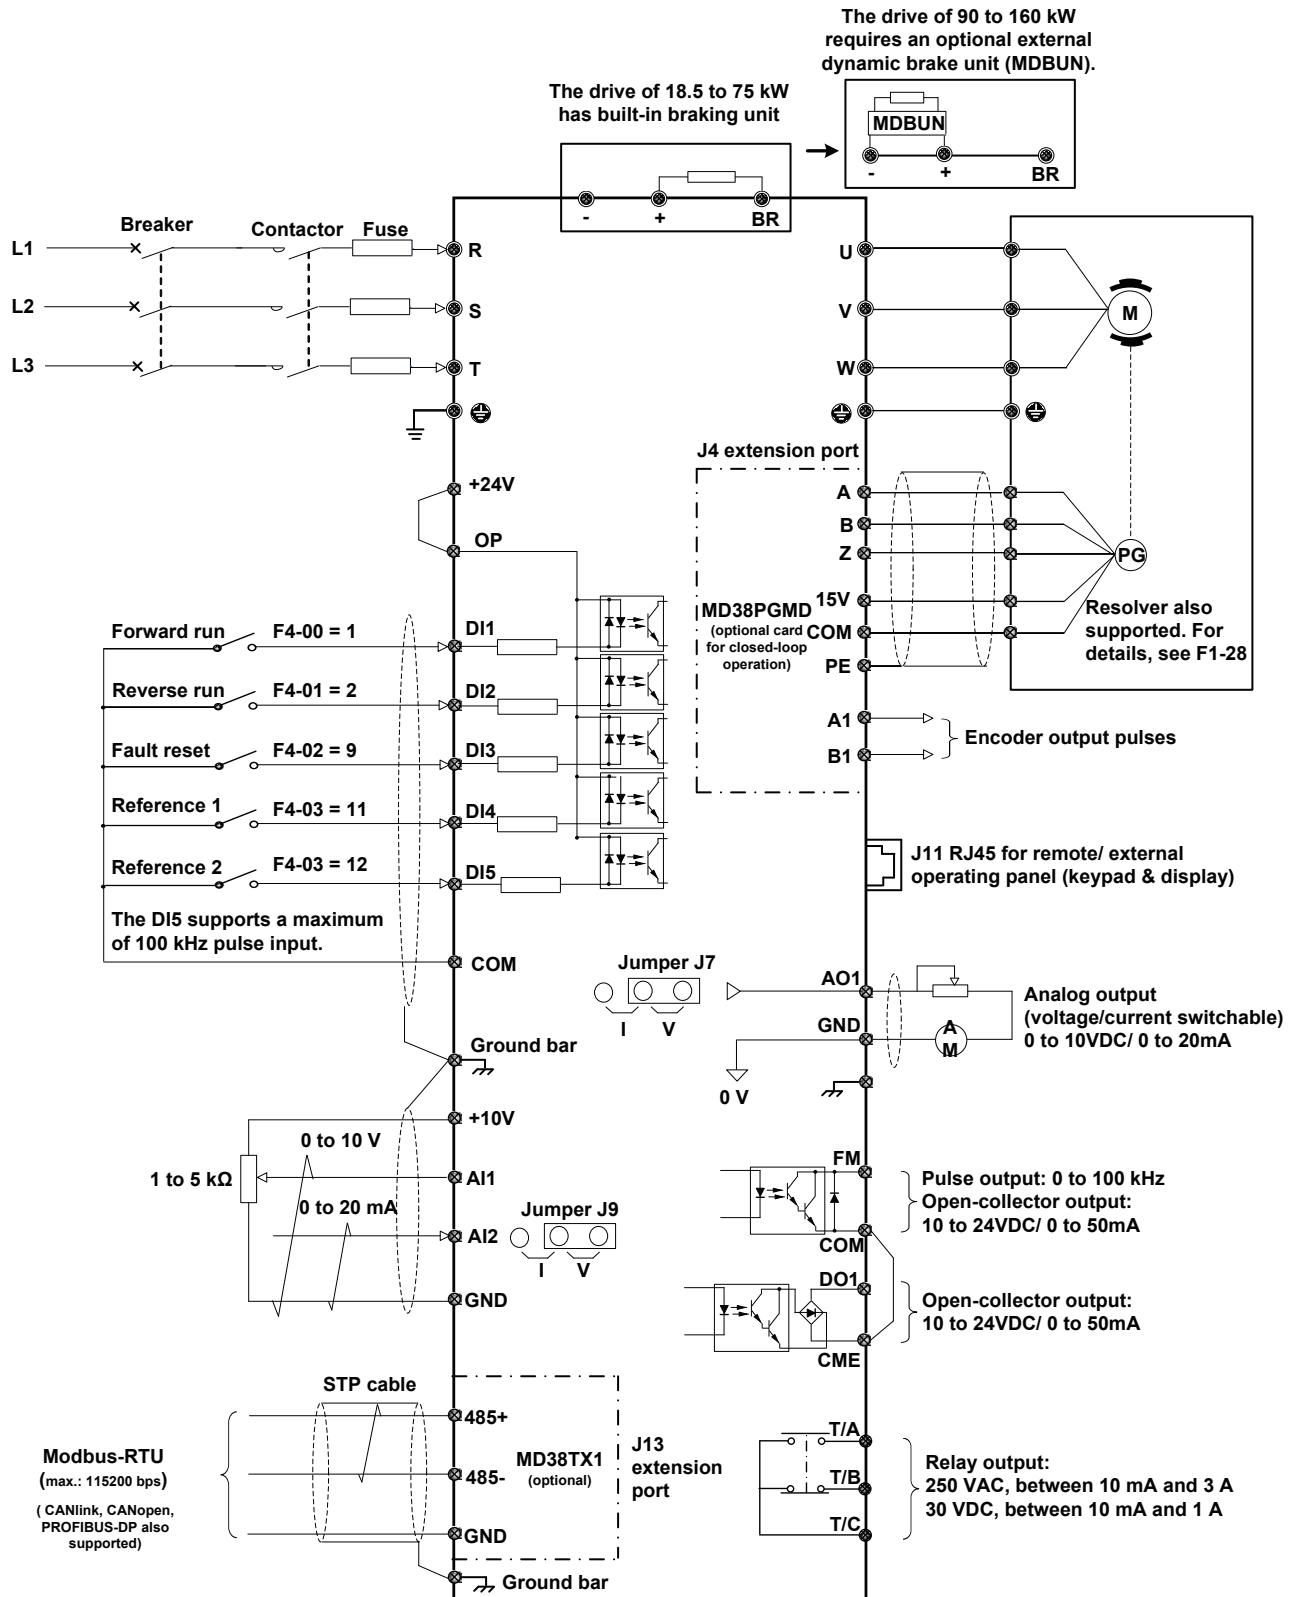 The drive of 90 to 160 kW
requires an optional external
dynamic brake unit (MDBUN).
The drive of 18.5 to 75 kW
has built-in braking unit
MDBUN
-
+
BR
-
+
BR
Breaker
Contactor
Fuse
L1
R
L2
S
L3
T
U
V
W
M
J4 extension port
+24V
OP
A
B
Z
15V
COM
PE
A1
B1
MD38PGMD
(optional card
for closed-loop
operation)
PG
Resolver also
supported. For
details, see F1-28
Encoder output pulses
Forward run
F4-00 = 1
DI1
Reverse run
F4-01 = 2
DI2
Fault reset
F4-02 = 9
DI3
Reference 1
F4-03 = 11
DI4
Reference 2
F4-03 = 12
DI5
The DI5 supports a maximum
of 100 kHz pulse input.
COM
J11 RJ45 for remote/ external
operating panel (keypad & display)
Jumper J7
I
V
AO1
GND
0 V
A
M
Analog output
(voltage/current switchable)
0 to 10VDC/ 0 to 20mA
Ground bar
+10V
0 to 10 V
1 to 5 kΩ
AI1
0 to 20 mA
AI2
Jumper J9
I
V
GND
FM
COM
Pulse output: 0 to 100 kHz
Open-collector output:
10 to 24VDC/ 0 to 50mA
DO1
CME
Open-collector output:
10 to 24VDC/ 0 to 50mA
STP cable
485+
485-
GND
MD38TX1
(optional)
J13
extension
port
Modbus-RTU
(max.: 115200 bps)
( CANlink, CANopen,
PROFIBUS-DP also
supported)
Ground bar
T/A
T/B
T/C
Relay output:
250 VAC, between 10 mA and 3 A
30 VDC, between 10 mA and 1 A